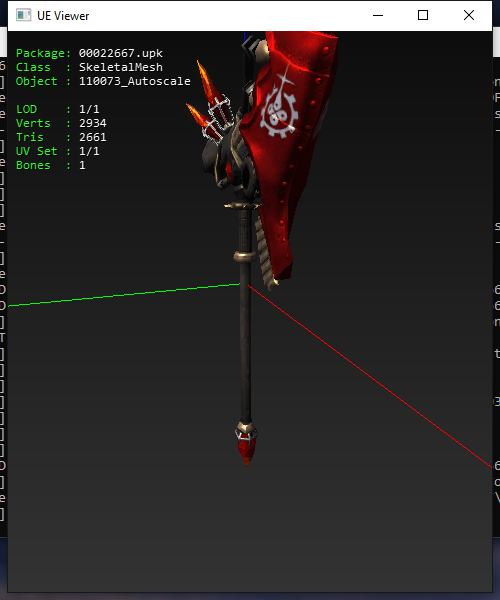 UE Viewer
Package: 00022667.upk
Class : SkeletalMesh
Object : 110073_Autoscale
LOD : 1/1
Verts : 2934
Tris : 2661
UV Set : 1/1
Bones : 1